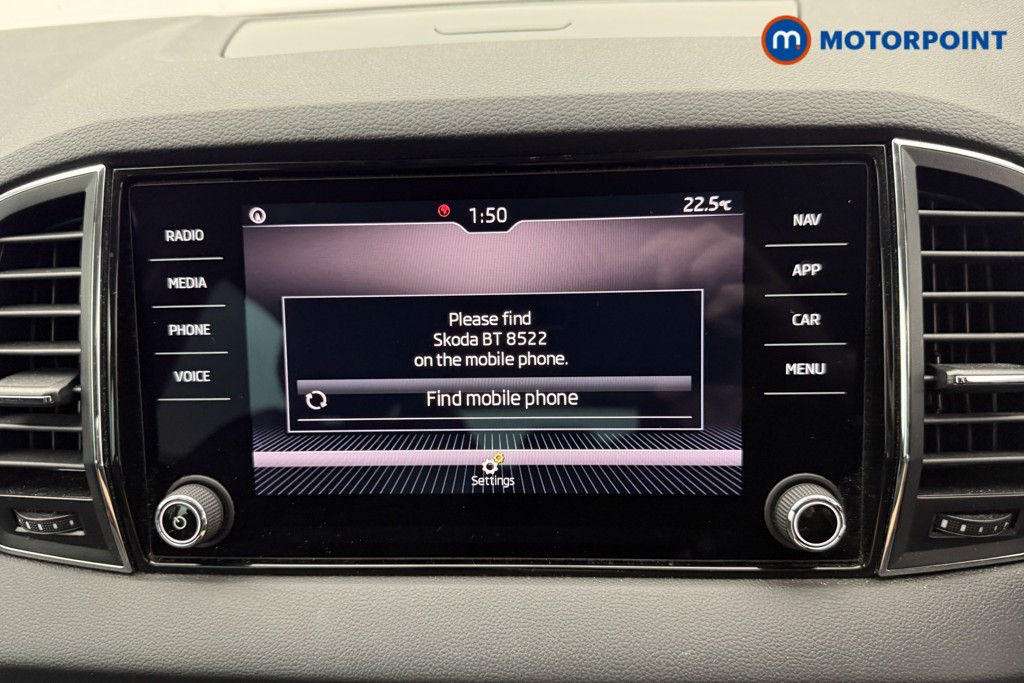 m MOTORPOINT
1:50
22.5°C
RADIO
MEDIA
PHONE
VOICE
Please find
Skoda BT 8522
on the mobile phone.
Find mobile phone
Settings
NAV
APP
CAR
MENU